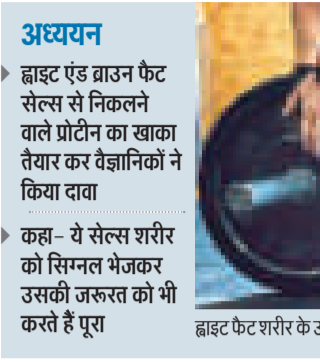 अध्ययन
ह्वाइट एंड ब्राउन फैट
सेल्स से निकलने
वाले प्रोटीन का खाका
तैयार कर वैज्ञानिकों ने
किया दावा
कहा- ये सेल्स शरीर
को सिग्नल भेजकर
उसकी जरूरत को भी
करते हैं पूरा
ह्वाइट फैट शरीर के